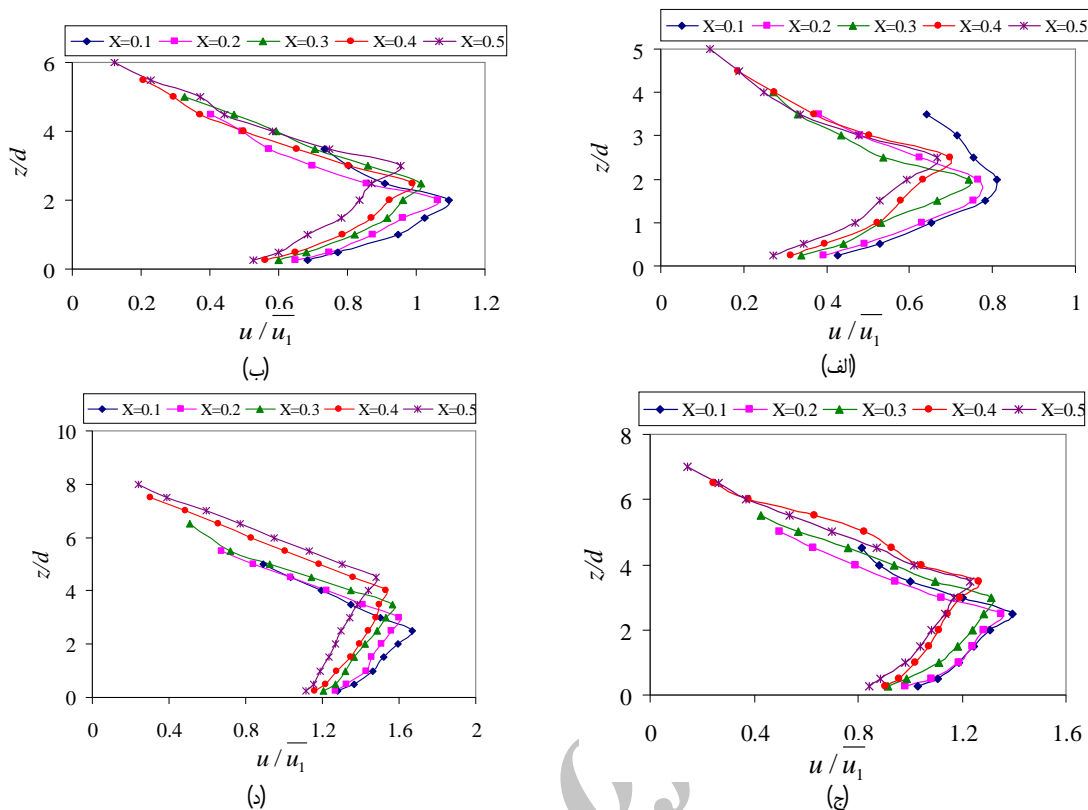 X=0.1 X=0.2 X=0.3 X=0.4 X=0.5
5
4
3
2
1
0
z/d
0 0.2 0.4 0.6 0.8 1
u / u̅₁
(الف)
X=0.1 X=0.2 X=0.3 X=0.4 X=0.5
6
4
2
0
z/d
0 0.2 0.4 0.6 0.8 1 1.2
u / u̅₁
(ب)
X=0.1 X=0.2 X=0.3 X=0.4 X=0.5
8
6
4
2
0
z/d
0 0.4 0.8 1.2 1.6
u / u̅₁
(ج)
X=0.1 X=0.2 X=0.3 X=0.4 X=0.5
10
8
6
4
2
0
z/d
0 0.4 0.8 1.2 1.6 2
u / u̅₁
(د)